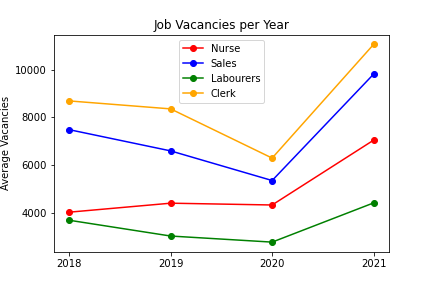 Job Vacancies per Year
Nurse
Sales
Labourers
Clerk
Average Vacancies
10000
8000
6000
4000
2018 2019 2020 2021